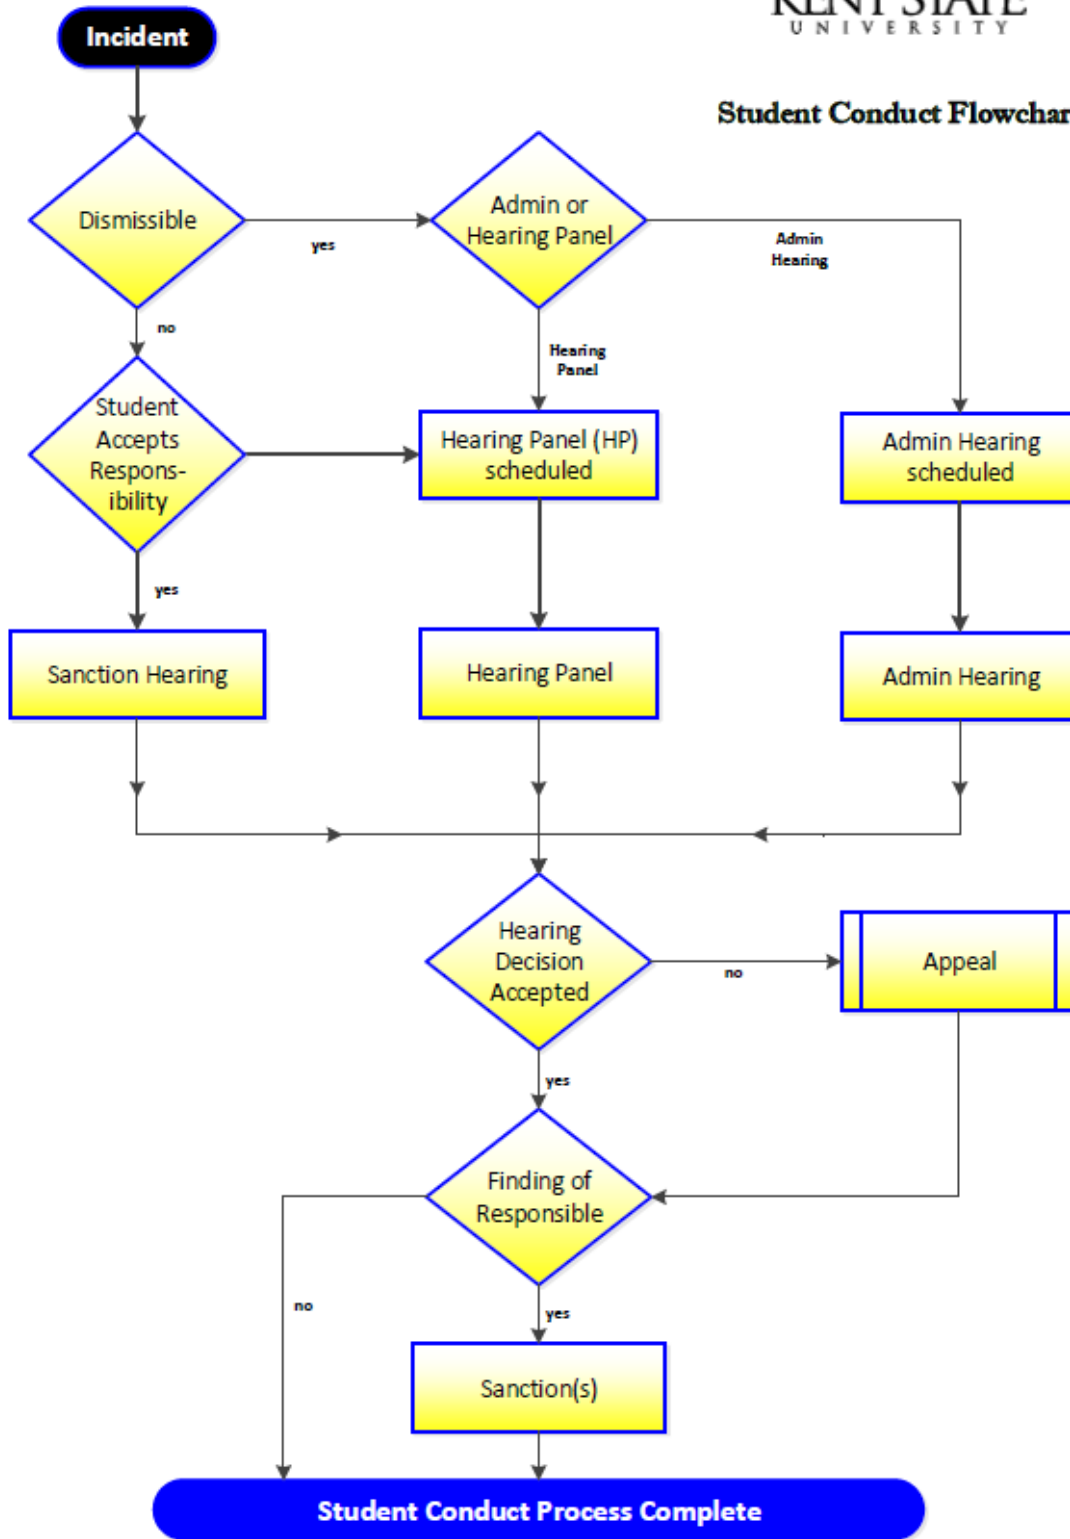 KENT STATE
UNIVERSITY
Incident
Student Conduct Flowchar
Dismissible
yes
Admin or
Hearing Panel
Admin
Hearing
no
Hearing
Panel
Student
Accepts
Respons-
ibility
Hearing Panel (HP)
scheduled
Admin Hearing
scheduled
yes
Sanction Hearing
Hearing Panel
Admin Hearing
Hearing
Decision
Accepted
no
Appeal
yes
Finding of
Responsible
no
yes
Sanction(s)
Student Conduct Process Complete